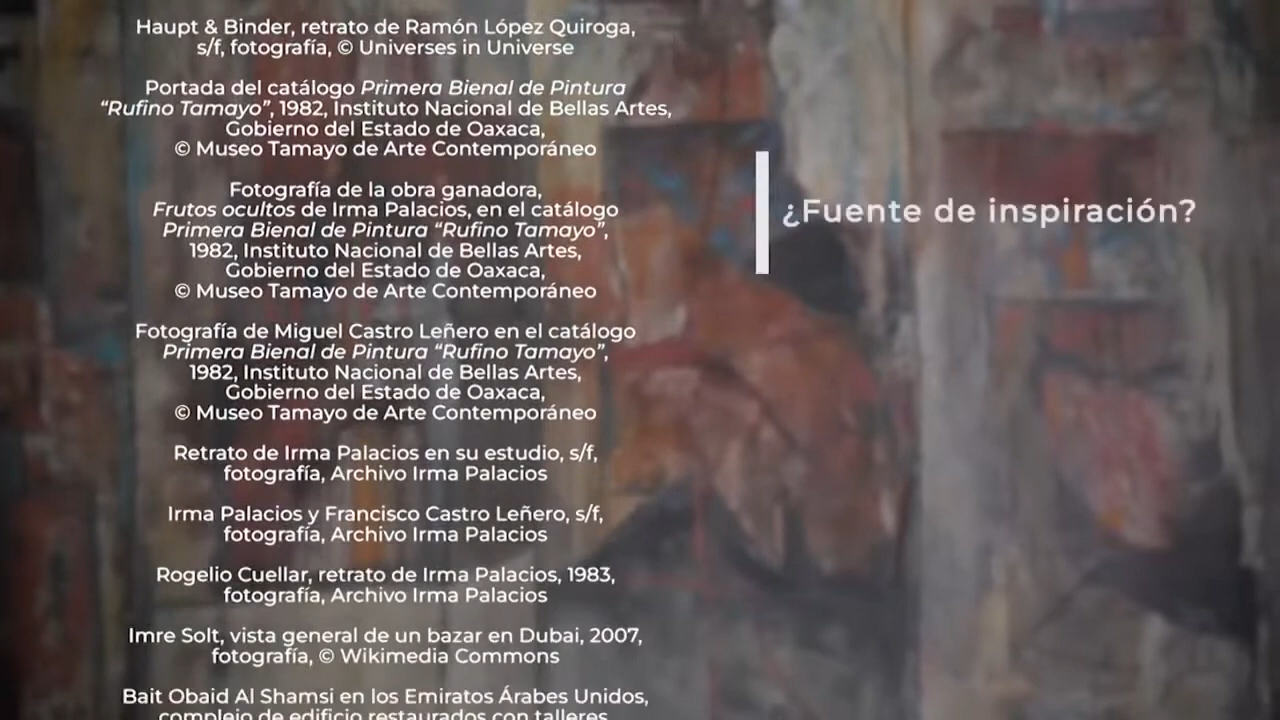 Haupt & Binder, retrato de Ramón López Quiroga,
s/f, fotografía, © Universes in Universe
Portada del catálogo Primera Bienal de Pintura
“Rufino Tamayo”, 1982, Instituto Nacional de Bellas Artes,
Gobierno del Estado de Oaxaca,
© Museo Tamayo de Arte Contemporáneo
Fotografía de la obra ganadora,
Frutos ocultos de Irma Palacios, en el catálogo
Primera Bienal de Pintura “Rufino Tamayo”,
1982, Instituto Nacional de Bellas Artes,
Gobierno del Estado de Oaxaca,
© Museo Tamayo de Arte Contemporáneo
Fotografía de Miguel Castro Leñero en el catálogo
Primera Bienal de Pintura “Rufino Tamayo”,
1982, Instituto Nacional de Bellas Artes,
Gobierno del Estado de Oaxaca,
© Museo Tamayo de Arte Contemporáneo
Retrato de Irma Palacios en su estudio, s/f,
fotografía, Archivo Irma Palacios
Irma Palacios y Francisco Castro Leñero, s/f,
fotografía, Archivo Irma Palacios
Rogelio Cuellar, retrato de Irma Palacios, 1983,
fotografía, Archivo Irma Palacios
Imre Solt, vista general de un bazar en Dubai, 2007,
fotografía, © Wikimedia Commons
Bait Obaid Al Shamsi en los Emiratos Árabes Unidos,
complejo de edificio restaurados con talleres
¿Fuente de inspiración?